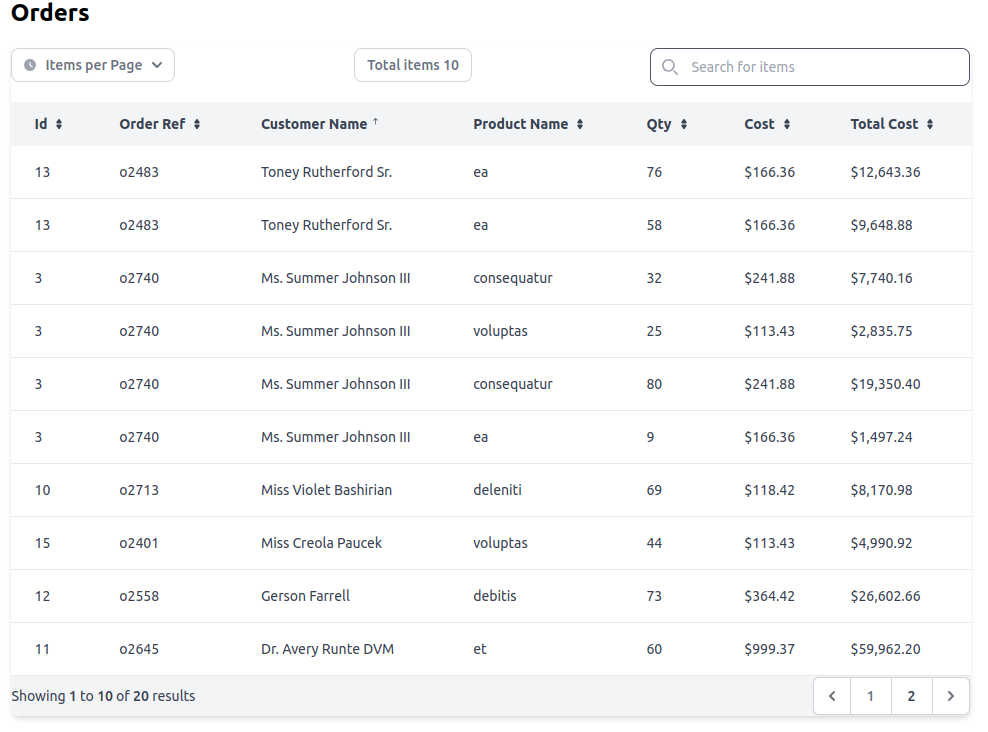 Orders
Items per Page Total items 10 Search for items
Id Order Ref Customer Name ↑ Product Name Qty Cost Total Cost
13 o2483 Toney Rutherford Sr. ea 76 $166.36 $12,643.36
13 o2483 Toney Rutherford Sr. ea 58 $166.36 $9,648.88
3 o2740 Ms. Summer Johnson III consequatur 32 $241.88 $7,740.16
3 o2740 Ms. Summer Johnson III voluptas 25 $113.43 $2,835.75
3 o2740 Ms. Summer Johnson III consequatur 80 $241.88 $19,350.40
3 o2740 Ms. Summer Johnson III ea 9 $166.36 $1,497.24
10 o2713 Miss Violet Bashirian deleniti 69 $118.42 $8,170.98
15 o2401 Miss Creola Paucek voluptas 44 $113.43 $4,990.92
12 o2558 Gerson Farrell debitis 73 $364.42 $26,602.66
11 o2645 Dr. Avery Runte DVM et 60 $999.37 $59,962.20
Showing 1 to 10 of 20 results 1 2